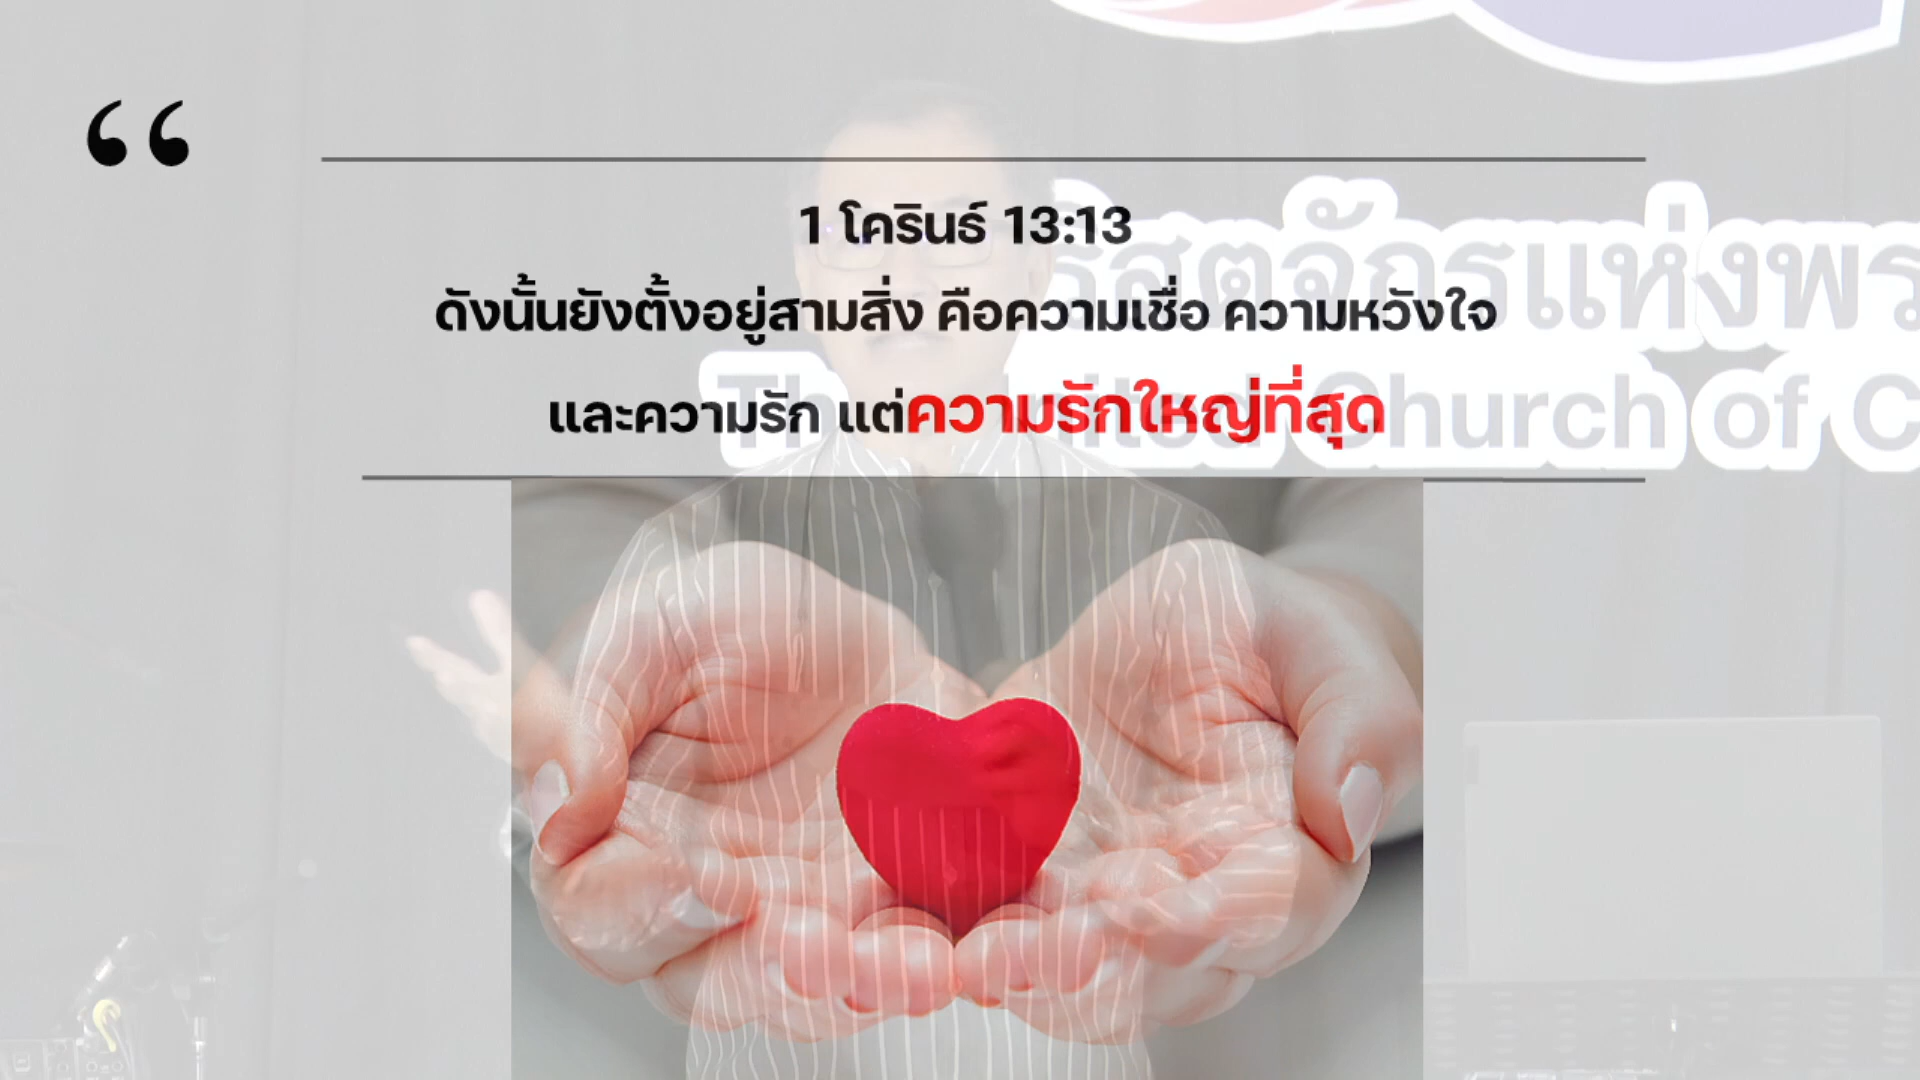 “
1 โครินธ์ 13:13
ดังนั้นยังตั้งอยู่สามสิ่ง คือความเชื่อ ความหวังใจ
และความรัก แต่ความรักใหญ่ที่สุด
Church of